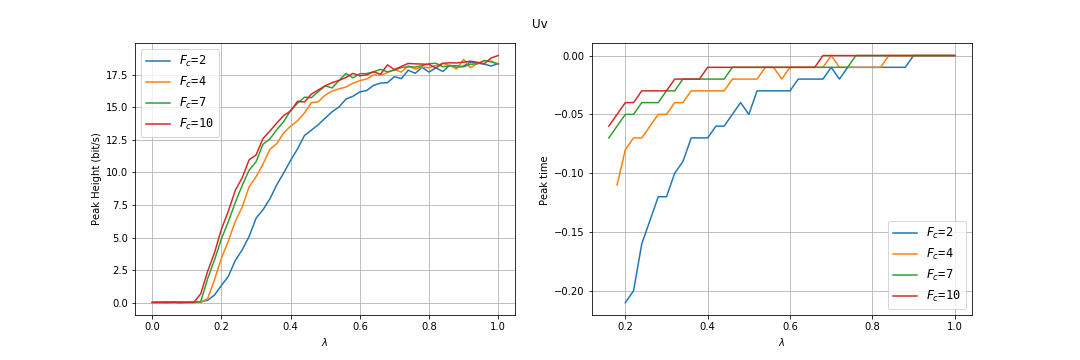 Uv
Peak Height (bit/s)
17.5
15.0
12.5
10.0
7.5
5.0
2.5
0.0
0.0 0.2 0.4 0.6 0.8 1.0
λ
F_c=2
F_c=4
F_c=7
F_c=10
Peak time
0.00
−0.05
−0.10
−0.15
−0.20
0.2 0.4 0.6 0.8 1.0
λ
F_c=2
F_c=4
F_c=7
F_c=10